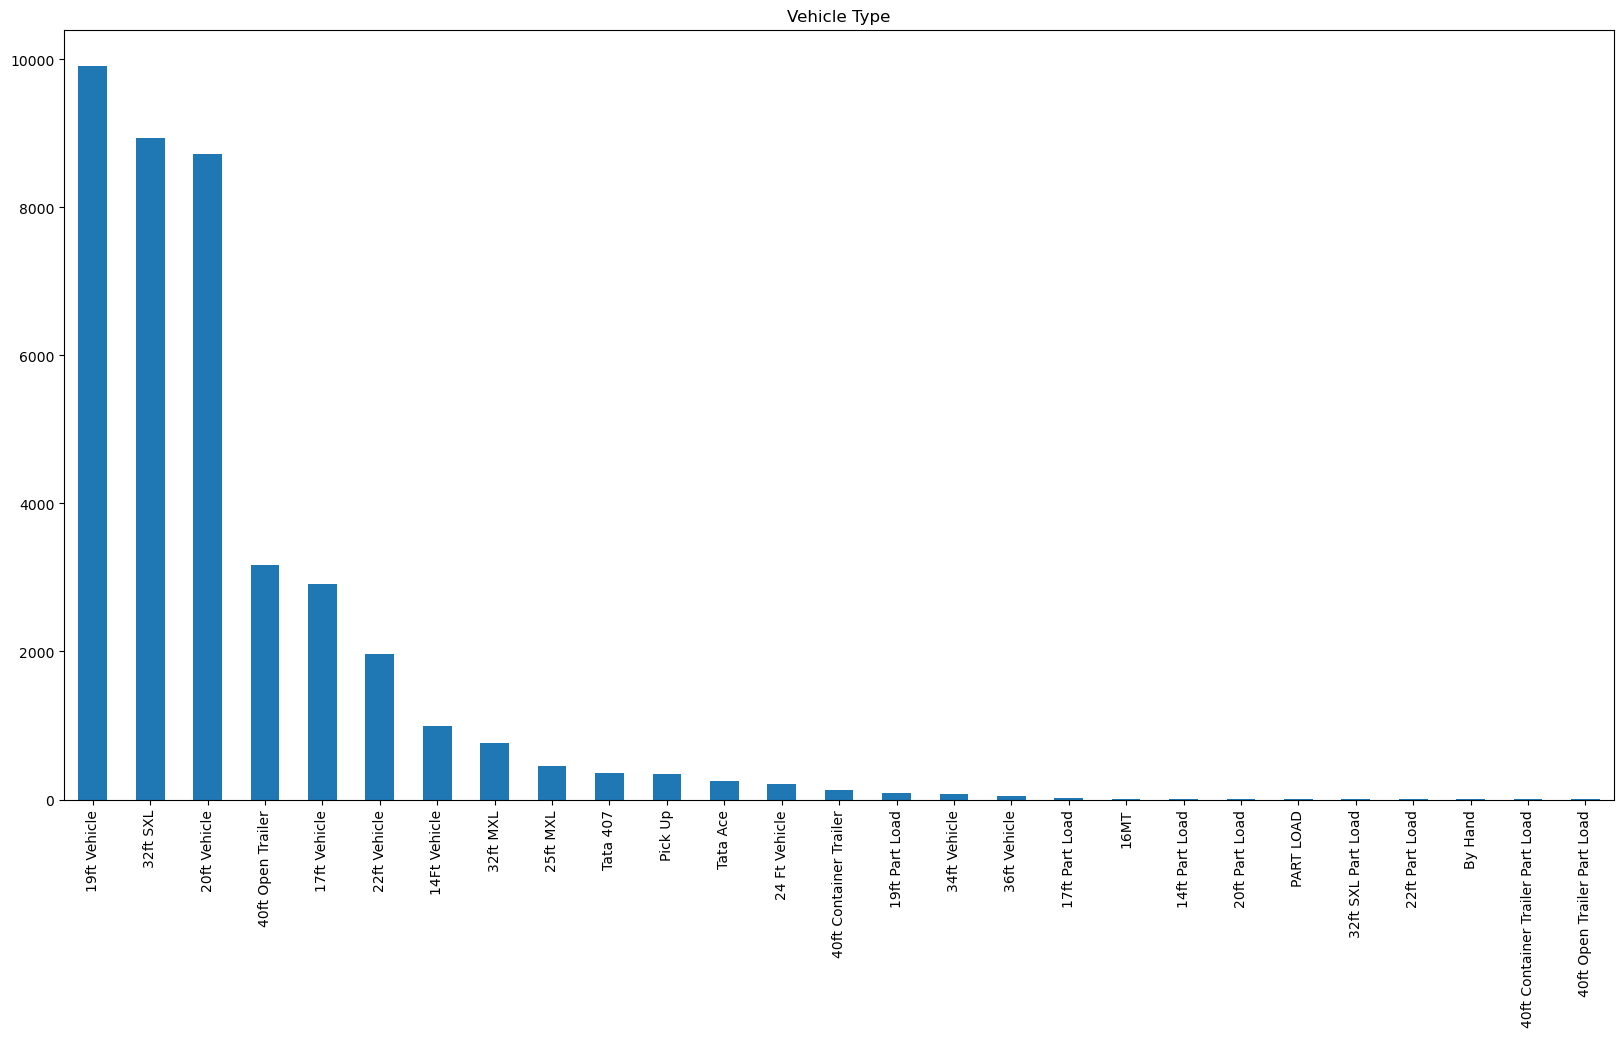 Vehicle Type
10000
8000
6000
4000
2000
0
19ft Vehicle
32ft SXL
20ft Vehicle
40ft Open Trailer
17ft Vehicle
22ft Vehicle
14Ft Vehicle
32ft MXL
25ft MXL
Tata 407
Pick Up
Tata Ace
24 Ft Vehicle
40ft Container Trailer
19ft Part Load
34ft Vehicle
36ft Vehicle
17ft Part Load
16MT
14ft Part Load
20ft Part Load
PART LOAD
32ft SXL Part Load
22ft Part Load
By Hand
40ft Container Trailer Part Load
40ft Open Trailer Part Load